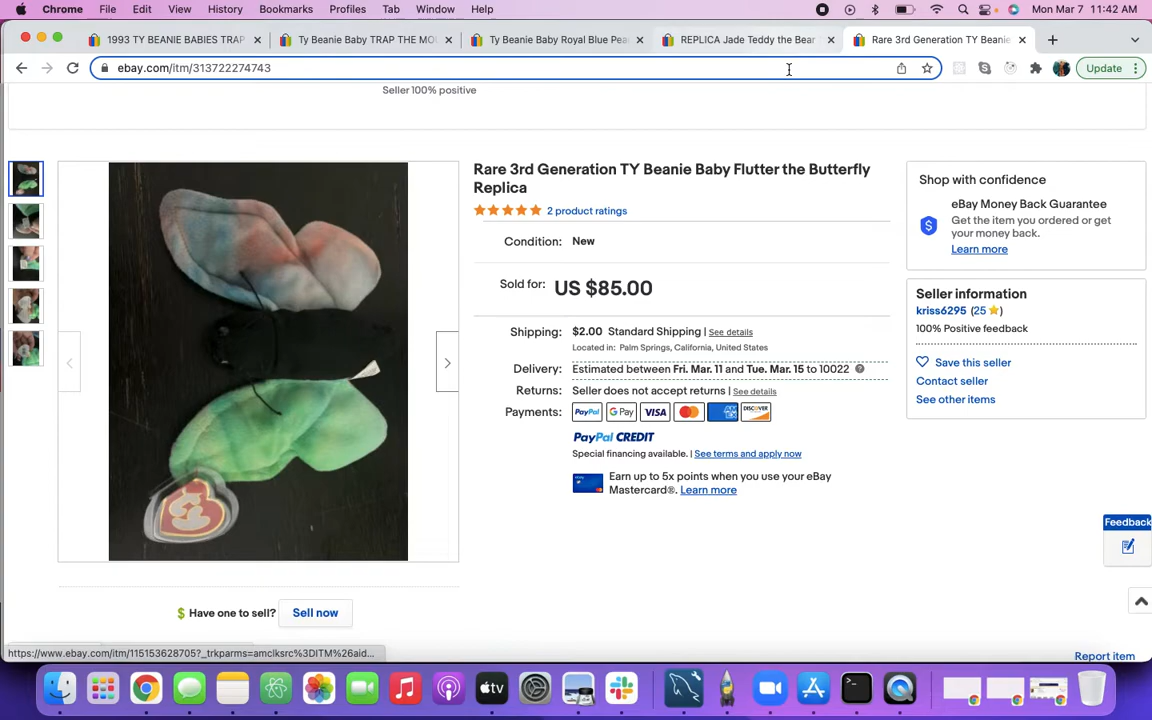 Chrome File Edit View History Bookmarks Profiles Tab Window Help Mon Mar 7 11:42 AM
1993 TY BEANIE BABIES TRAP Ty Beanie Baby TRAP THE MOU Ty Beanie Baby Royal Blue Pea REPLICA Jade Teddy the Bear Rare 3rd Generation TY Beanie
ebay.com/itm/313722274743 Update
Seller 100% positive
Rare 3rd Generation TY Beanie Baby Flutter the Butterfly
Replica
2 product ratings
Condition: New
Sold for: US $85.00
Shipping: $2.00 Standard Shipping | See details
Located in: Palm Springs, California, United States
Delivery: Estimated between Fri. Mar. 11 and Tue. Mar. 15 to 10022
Returns: Seller does not accept returns | See details
Payments: PayPal G Pay VISA DISCOVER
PayPal CREDIT
Special financing available. | See terms and apply now
Earn up to 5x points when you use your eBay
Mastercard®. Learn more
Shop with confidence
eBay Money Back Guarantee
Get the item you ordered or get
your money back.
Learn more
Seller information
kriss6295 (25)
100% Positive feedback
Save this seller
Contact seller
See other items
Feedback
$ Have one to sell? Sell now
https://www.ebay.com/itm/115153628705?_trkparms=amclksrc%3DITM%26aid...
Report item
tv